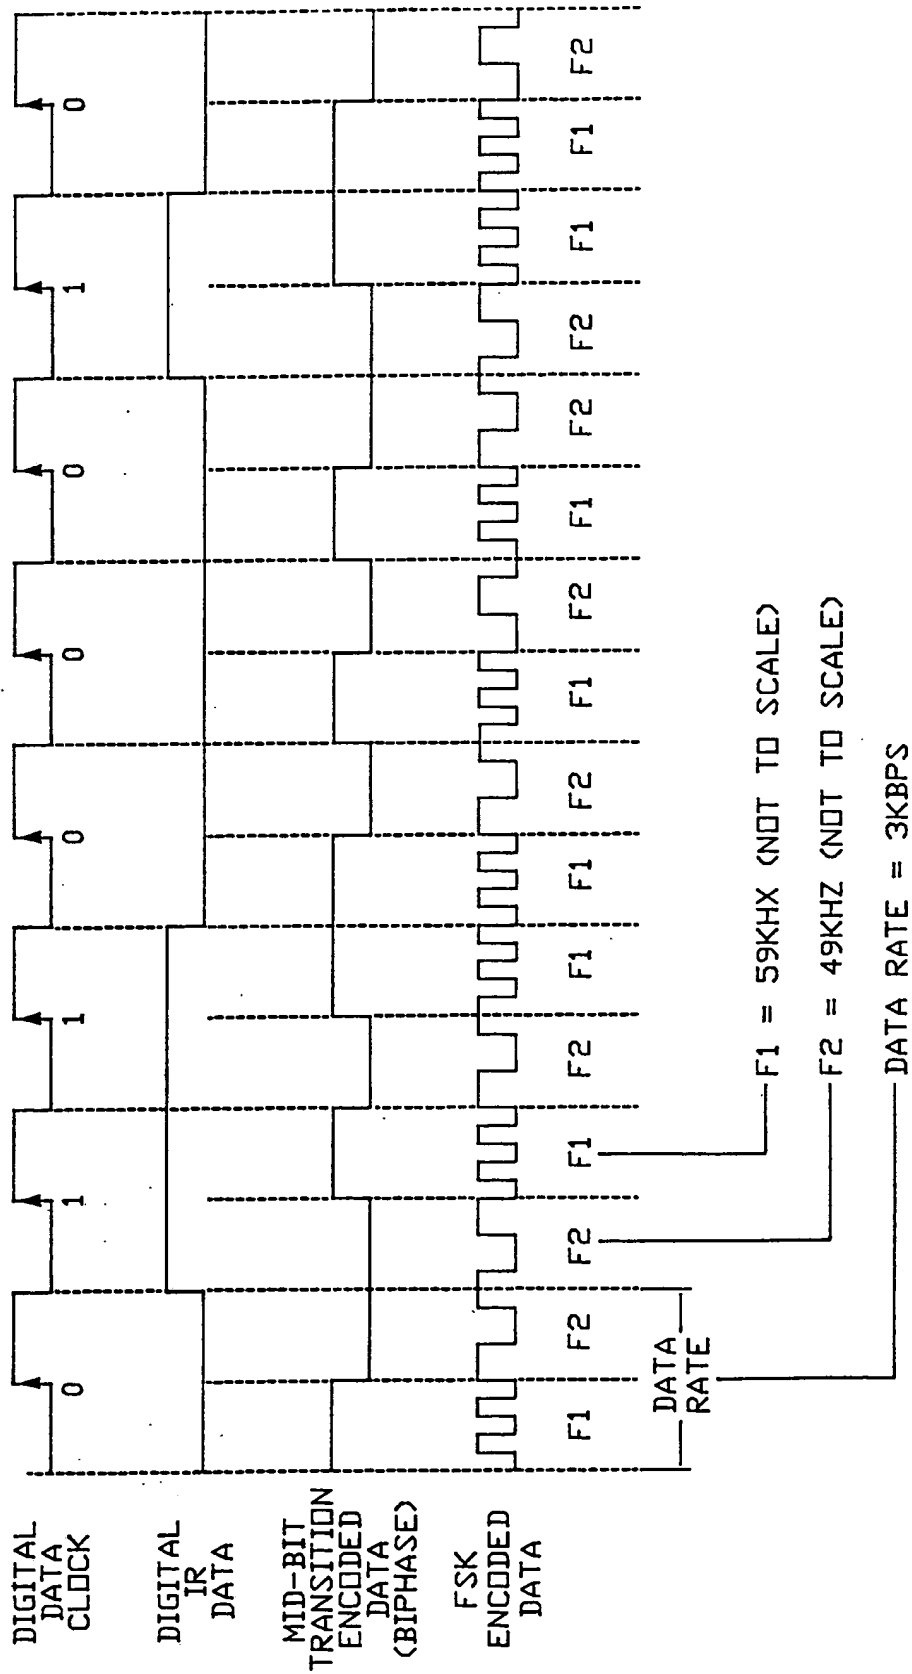 DIGITAL
DATA
CLOCK
0 1 1 0 0 0 1 0
DIGITAL
IR
DATA
MID-BIT
TRANSITION
ENCODED
DATA
(BIPHASE)
FSK
ENCODED
DATA
F1 F2 F2 F1 F2 F1 F1 F2 F1 F2 F1 F2 F2 F1 F1 F2
DATA
RATE
F1 = 59KHX (NOT TO SCALE)
F2 = 49KHZ (NOT TO SCALE)
DATA RATE = 3KBPS